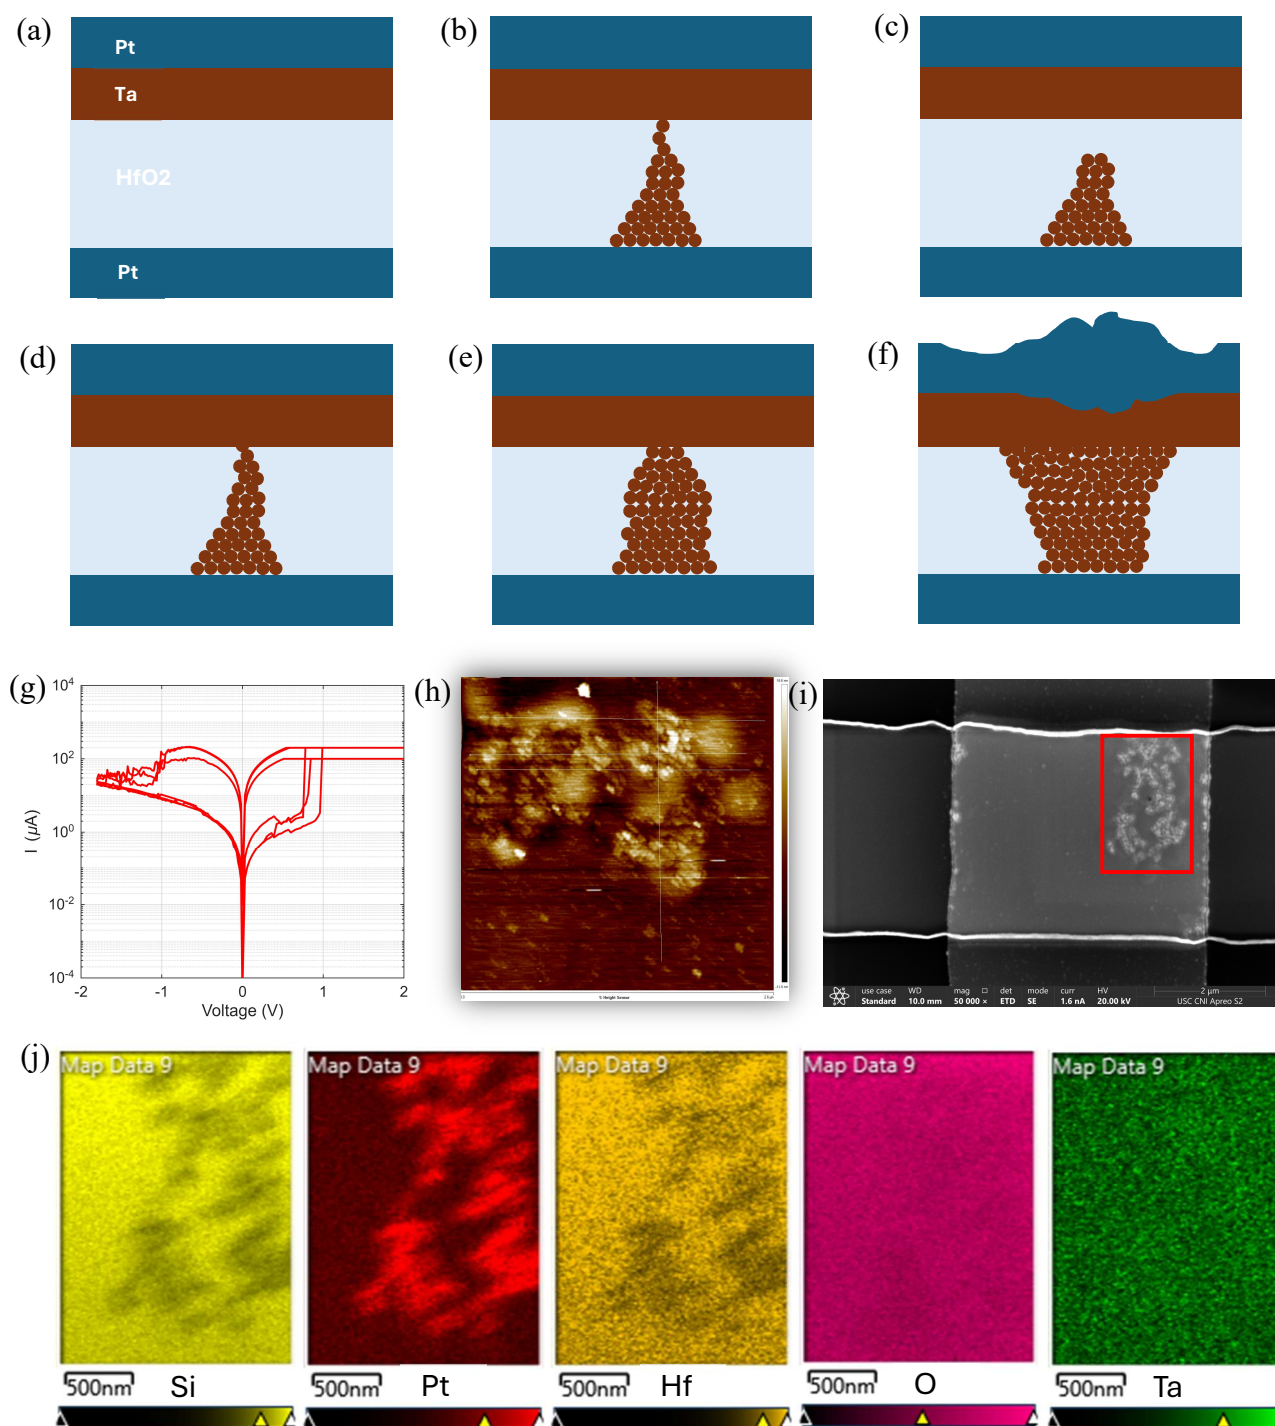 (a)
Pt
Ta
HfO2
Pt
(b)
(c)
(d)
(e)
(f)
(g)
10^4
10^2
10^0
10^-2
10^-4
I (μA)
-2 -1 0 1 2
Voltage (V)
(h)
Height Sensor
(i)
use case WD mag □ det mode curr HV
Standard 10.0 mm 50 000 × ETD SE 1.6 nA 20.00 kV
2 μm
USC CNI Apreo S2
(j)
Map Data 9
Map Data 9
Map Data 9
Map Data 9
Map Data 9
500nm Si
500nm Pt
500nm Hf
500nm O
500nm Ta